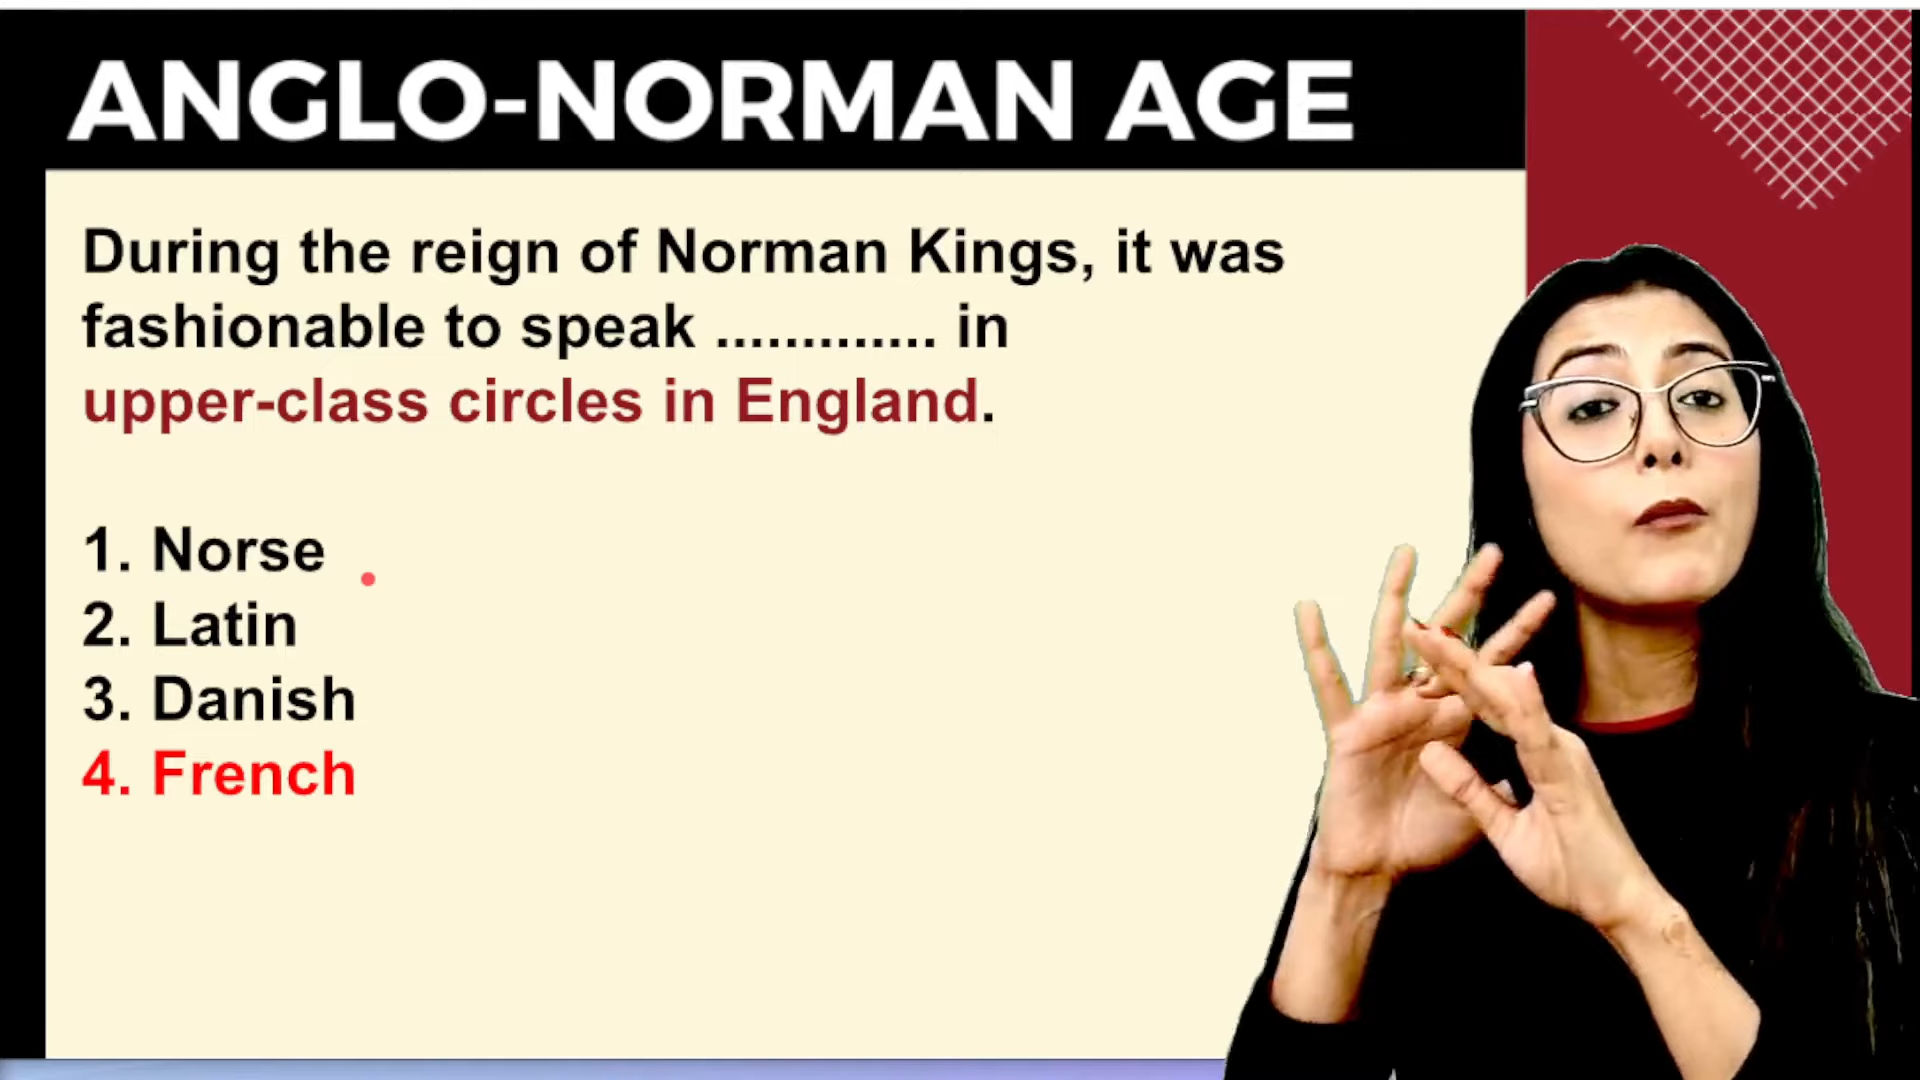 ANGLO-NORMAN AGE
During the reign of Norman Kings, it was
fashionable to speak ............. in
upper-class circles in England.
1. Norse
2. Latin
3. Danish
4. French